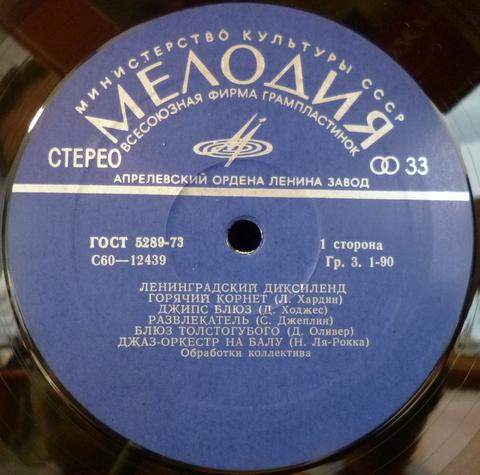 МИНИСТЕРСТВО КУЛЬТУРЫ СССР
МЕЛОДИЯ
ВСЕСОЮЗНАЯ ФИРМА ГРАМПЛАСТИНОК
СТЕРЕО
33
АПРЕЛЕВСКИЙ ОРДЕНА ЛЕНИНА ЗАВОД
ГОСТ 5289-73
1 сторона
С60—12439
Гр. 3. 1-90
ЛЕНИНГРАДСКИЙ ДИКСИЛЕНД
ГОРЯЧИЙ КОРНЕТ (Л. Хардин)
ДЖИПС БЛЮЗ (Д. Ходжес)
РАЗВЛЕКАТЕЛЬ (С. Джеплин)
БЛЮЗ ТОЛСТОГУБОГО (Д. Оливер)
ДЖАЗ-ОРКЕСТР НА БАЛУ (Н. Ля-Рокка)
Обработки коллектива